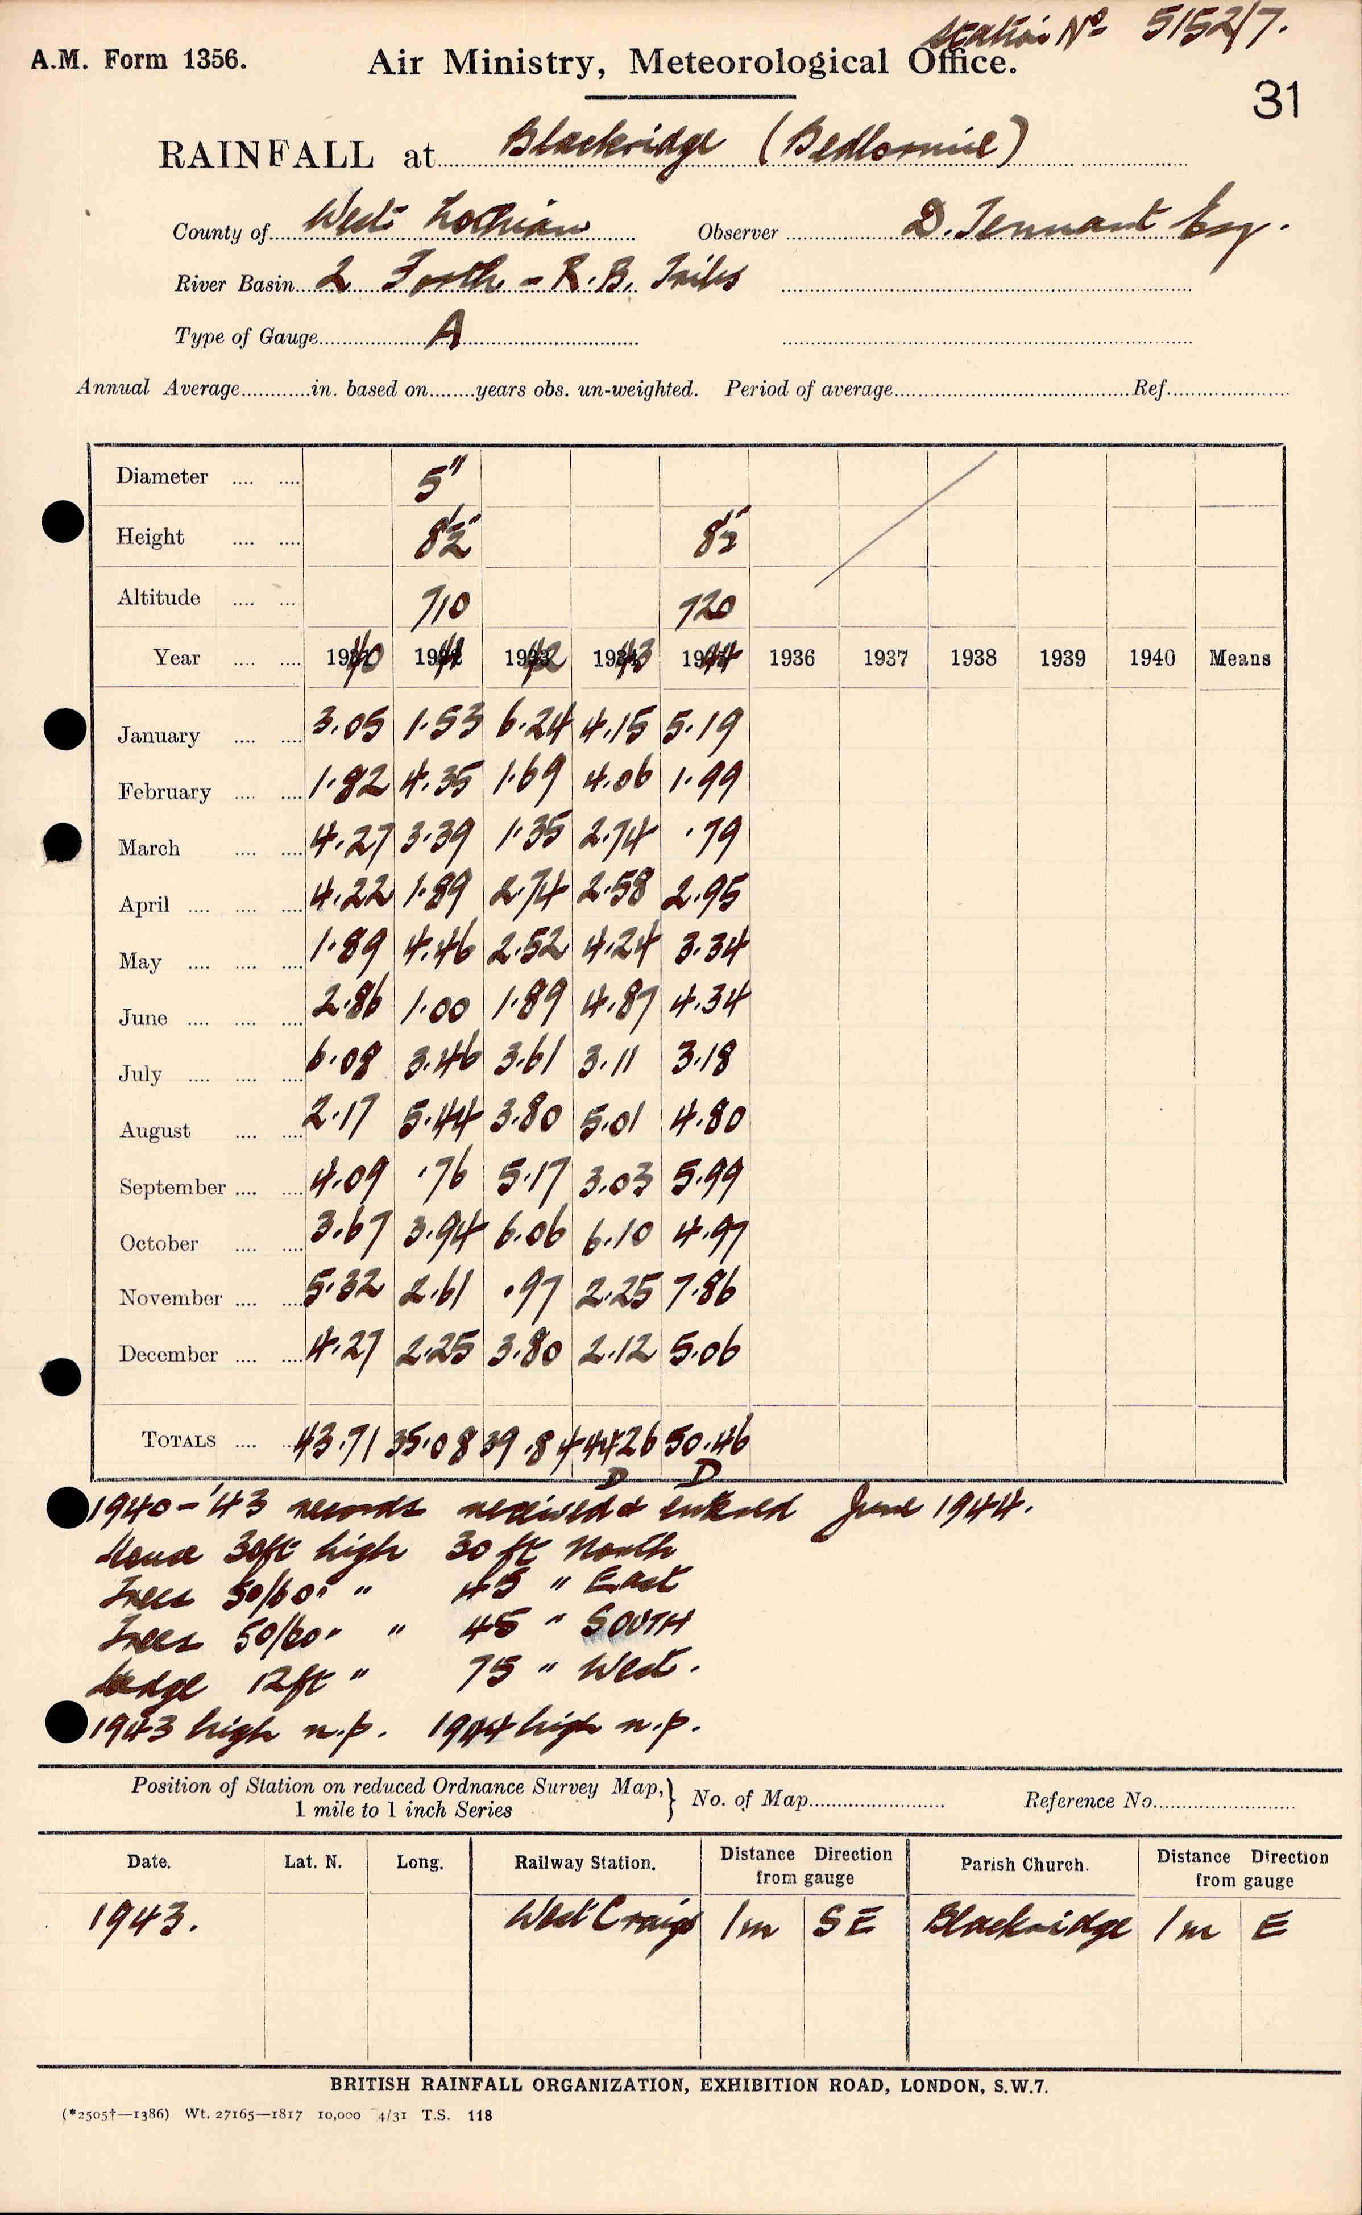 Station No 5152/7.
A.M. Form 1356. Air Ministry, Meteorological Office.
31
RAINFALL at Blackridge (Bedlormie)
County of West Lothian Observer D. Tennant Esq.
River Basin 2 Forth - R.B. Tribs
Type of Gauge A
Annual Average in. based on years obs. un-weighted. Period of average Ref.
Diameter 5"
Height 8½" 8½"
Altitude 710 720
Year 1940 1941 1942 1943 1944 1936 1937 1938 1939 1940 Means
January 3.05 1.53 6.24 4.15 5.19
February 1.82 4.35 1.69 4.06 1.99
March 4.27 3.39 1.35 2.74 .79
April 4.22 1.89 2.74 2.58 2.95
May 1.89 4.46 2.52 4.24 3.34
June 2.86 1.00 1.89 4.87 4.34
July 6.08 3.46 3.61 3.11 3.18
August 2.17 5.44 3.80 5.01 4.80
September 4.09 .76 5.17 3.03 5.99
October 3.67 3.94 6.06 6.10 4.97
November 5.32 2.61 .97 2.25 7.86
December 4.27 2.25 3.80 2.12 5.06
TOTALS 43.71 35.08 39.84 44.26 50.46
D D
1940-'43 records received & entered June 1944.
House 30ft high 30 ft North
Trees 50/60" " 45 " East
Trees 50/60" " 45 " SOUTH
Hedge 12ft " 75 " West.
1943 high n.p. 1944 high n.p.
Position of Station on reduced Ordnance Survey Map, } No. of Map Reference No.
1 mile to 1 inch Series
Date. Lat. N. Long. Railway Station. Distance Direction from gauge Parish Church. Distance Direction from gauge
1943. West Craigs 1m SE Blackridge 1m E
BRITISH RAINFALL ORGANIZATION, EXHIBITION ROAD, LONDON, S.W.7.
(*2505†—1386) Wt. 27165—1817 10,000 4/31 T.S. 118